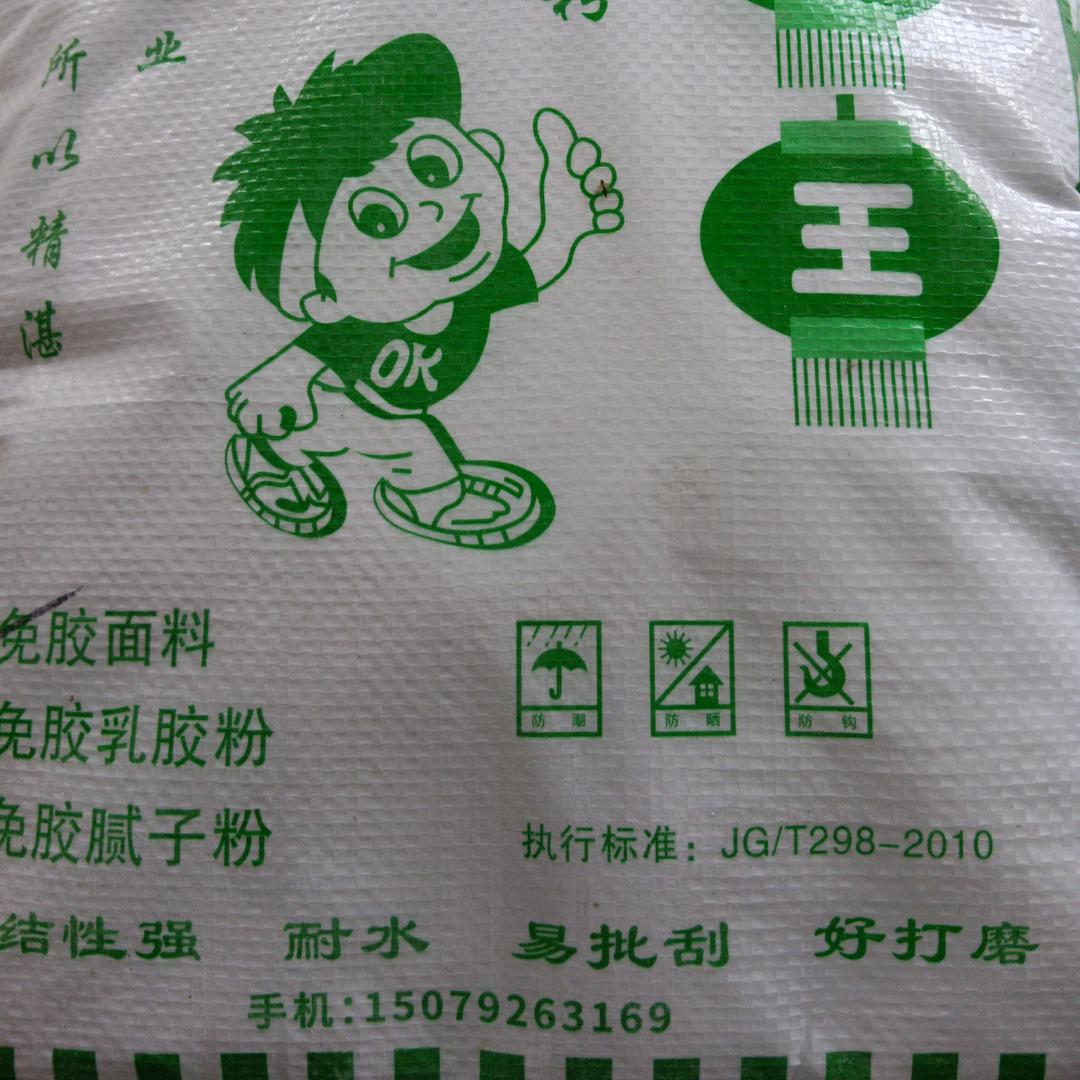 行
业
所
以
精
湛
王
OK
免胶面料
免胶乳胶粉
免胶腻子粉
防潮
防晒
防钩
执行标准：JG/T298-2010
结性强 耐水 易批刮 好打磨
手机:15079263169